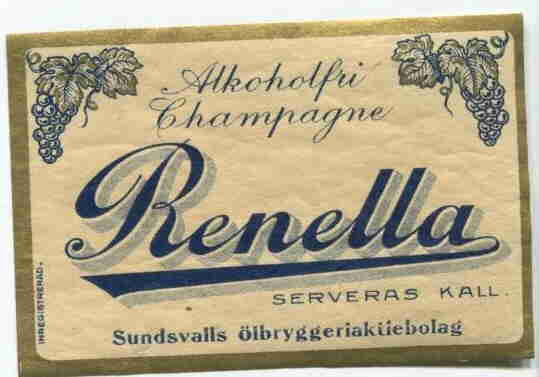 Alkoholfri
Champagne
Renella
SERVERAS KALL.
Sundsvalls ölbryggeriaktiebolag
INREGISTRERAD.